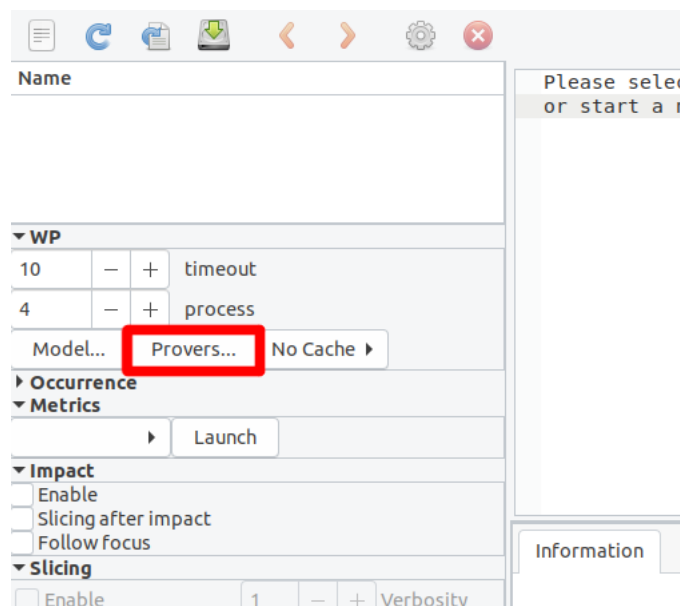 Name
Please selec
or start a
WP
10 − + timeout
4 − + process
Model... Provers... No Cache
Occurrence
Metrics
Launch
Impact
Enable
Slicing after impact
Follow focus
Slicing
Enable 1 − + Verbosity
Information